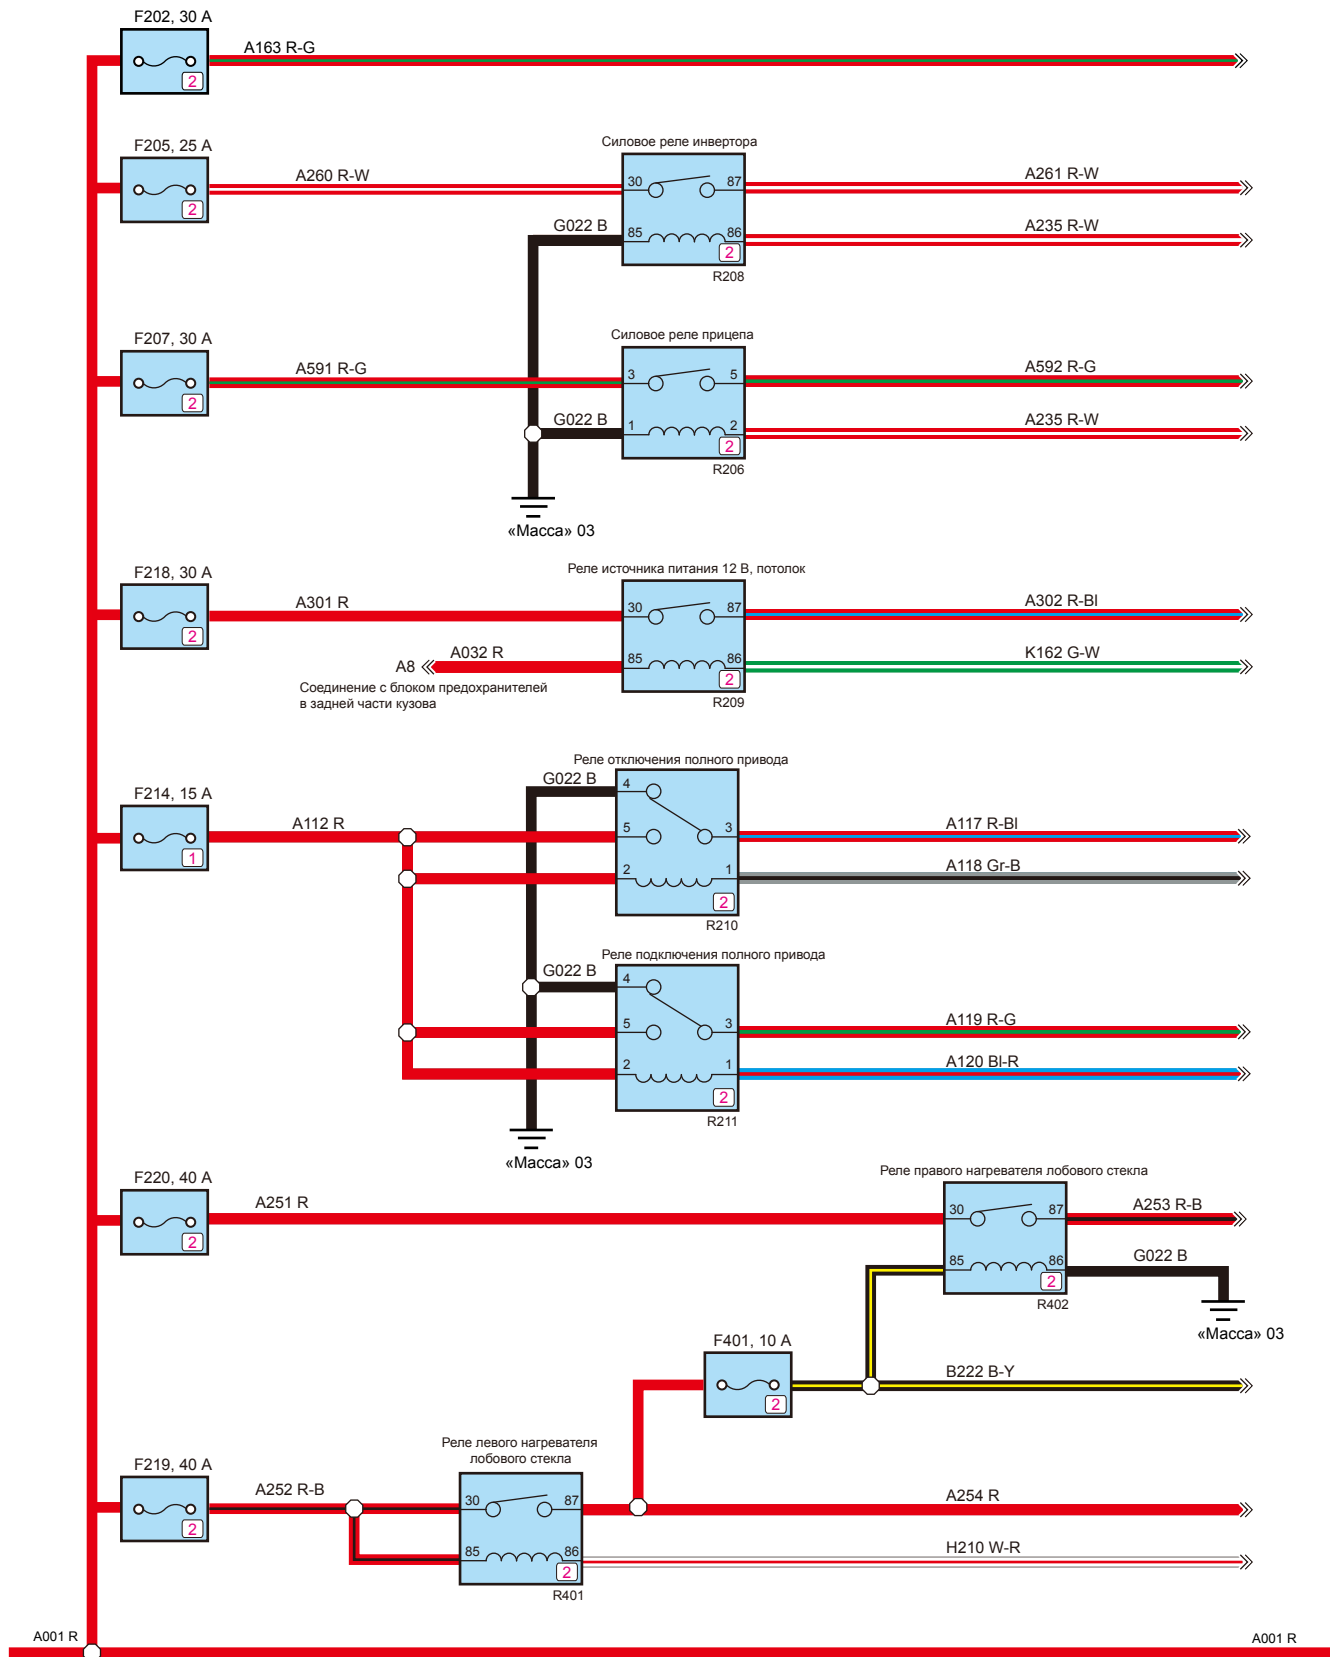 F202, 30 A
A163 R-G
2
F205, 25 A
A260 R-W
2
Силовое реле инвертора
30
87
A261 R-W
G022 B
85
86
A235 R-W
2
R208
F207, 30 A
A591 R-G
2
Силовое реле прицепа
3
5
A592 R-G
G022 B
1
2
A235 R-W
2
R206
«Масса» 03
F218, 30 A
A301 R
2
Реле источника питания 12 В, потолок
30
87
A302 R-Bl
A8
A032 R
85
86
K162 G-W
2
R209
Соединение с блоком предохранителей
в задней части кузова
Реле отключения полного привода
G022 B
4
F214, 15 A
A112 R
1
5
3
A117 R-Bl
2
1
A118 Gr-B
2
R210
Реле подключения полного привода
G022 B
4
5
3
A119 R-G
2
1
A120 Bl-R
2
R211
«Масса» 03
F220, 40 A
A251 R
2
Реле правого нагревателя лобового стекла
30
87
A253 R-B
85
86
G022 B
2
R402
«Масса» 03
F401, 10 A
2
B222 B-Y
F219, 40 A
A252 R-B
2
Реле левого нагревателя
лобового стекла
30
87
A254 R
85
86
H210 W-R
2
R401
A001 R
A001 R